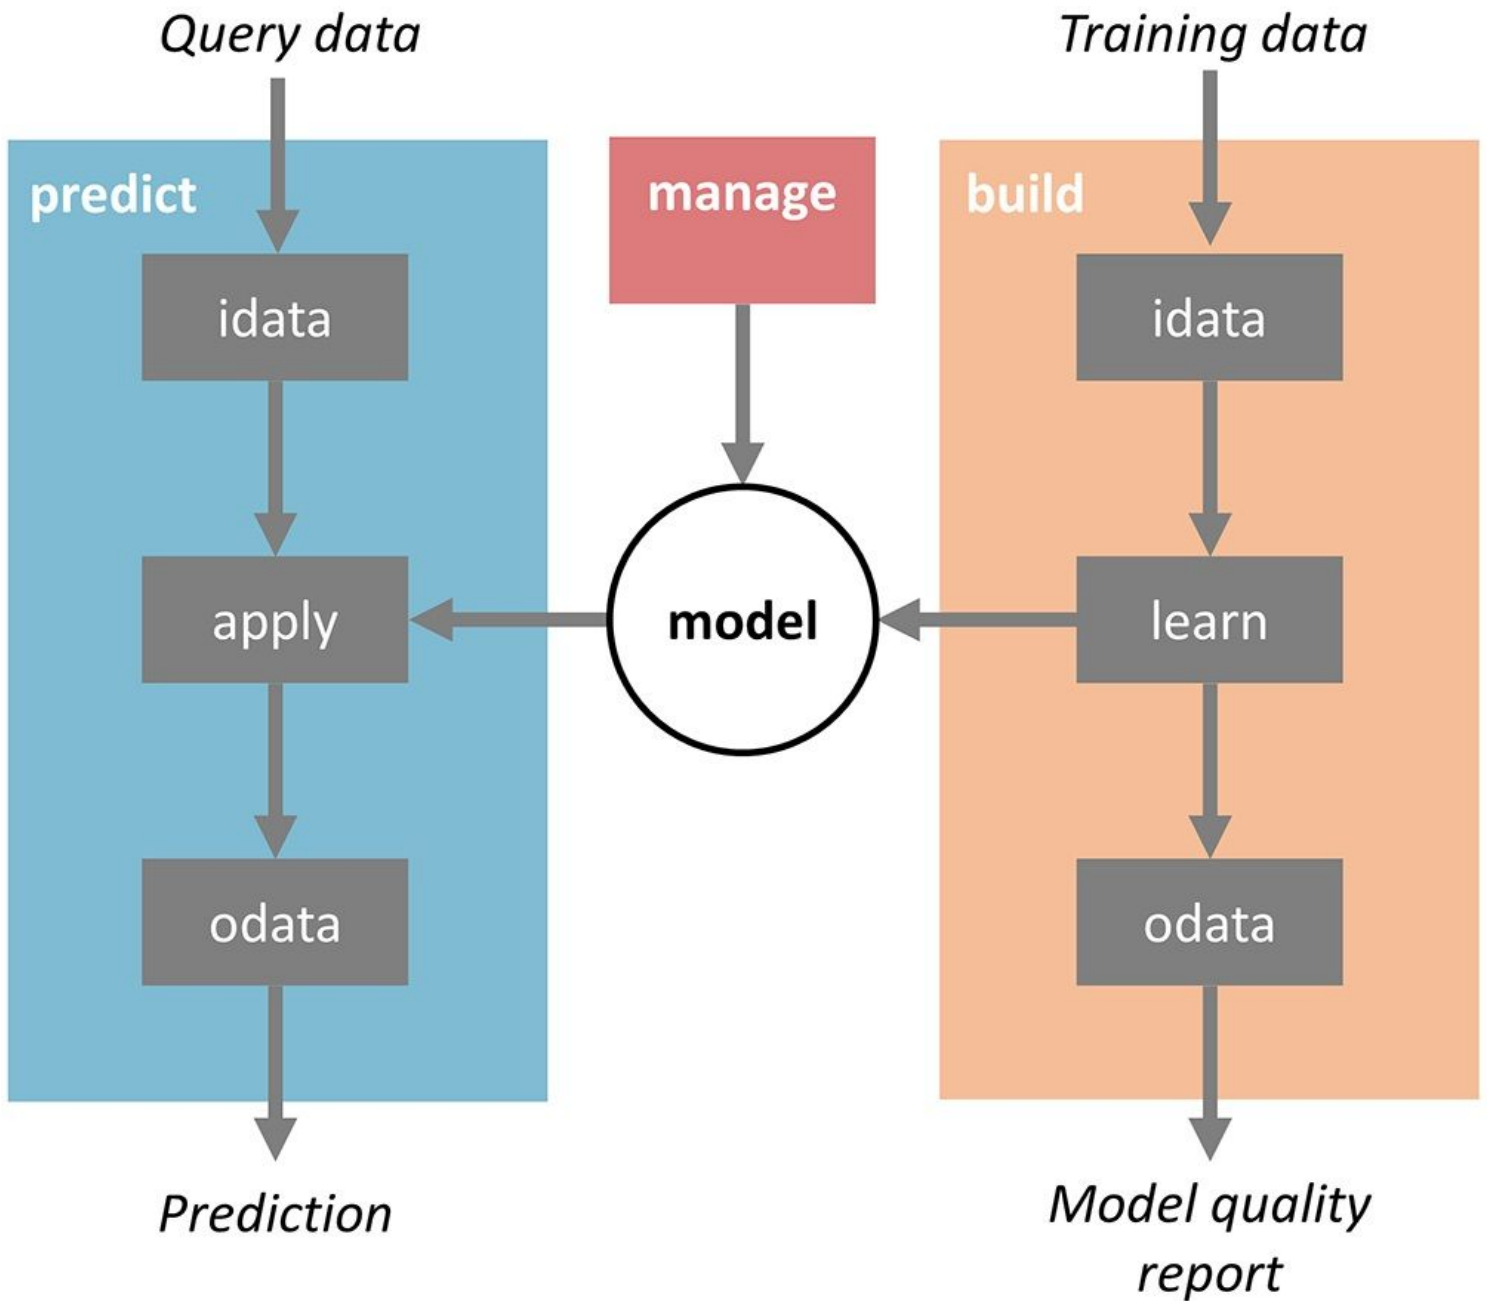 Query data
Training data
predict
manage
build
idata
idata
apply
model
learn
odata
odata
Prediction
Model quality
report